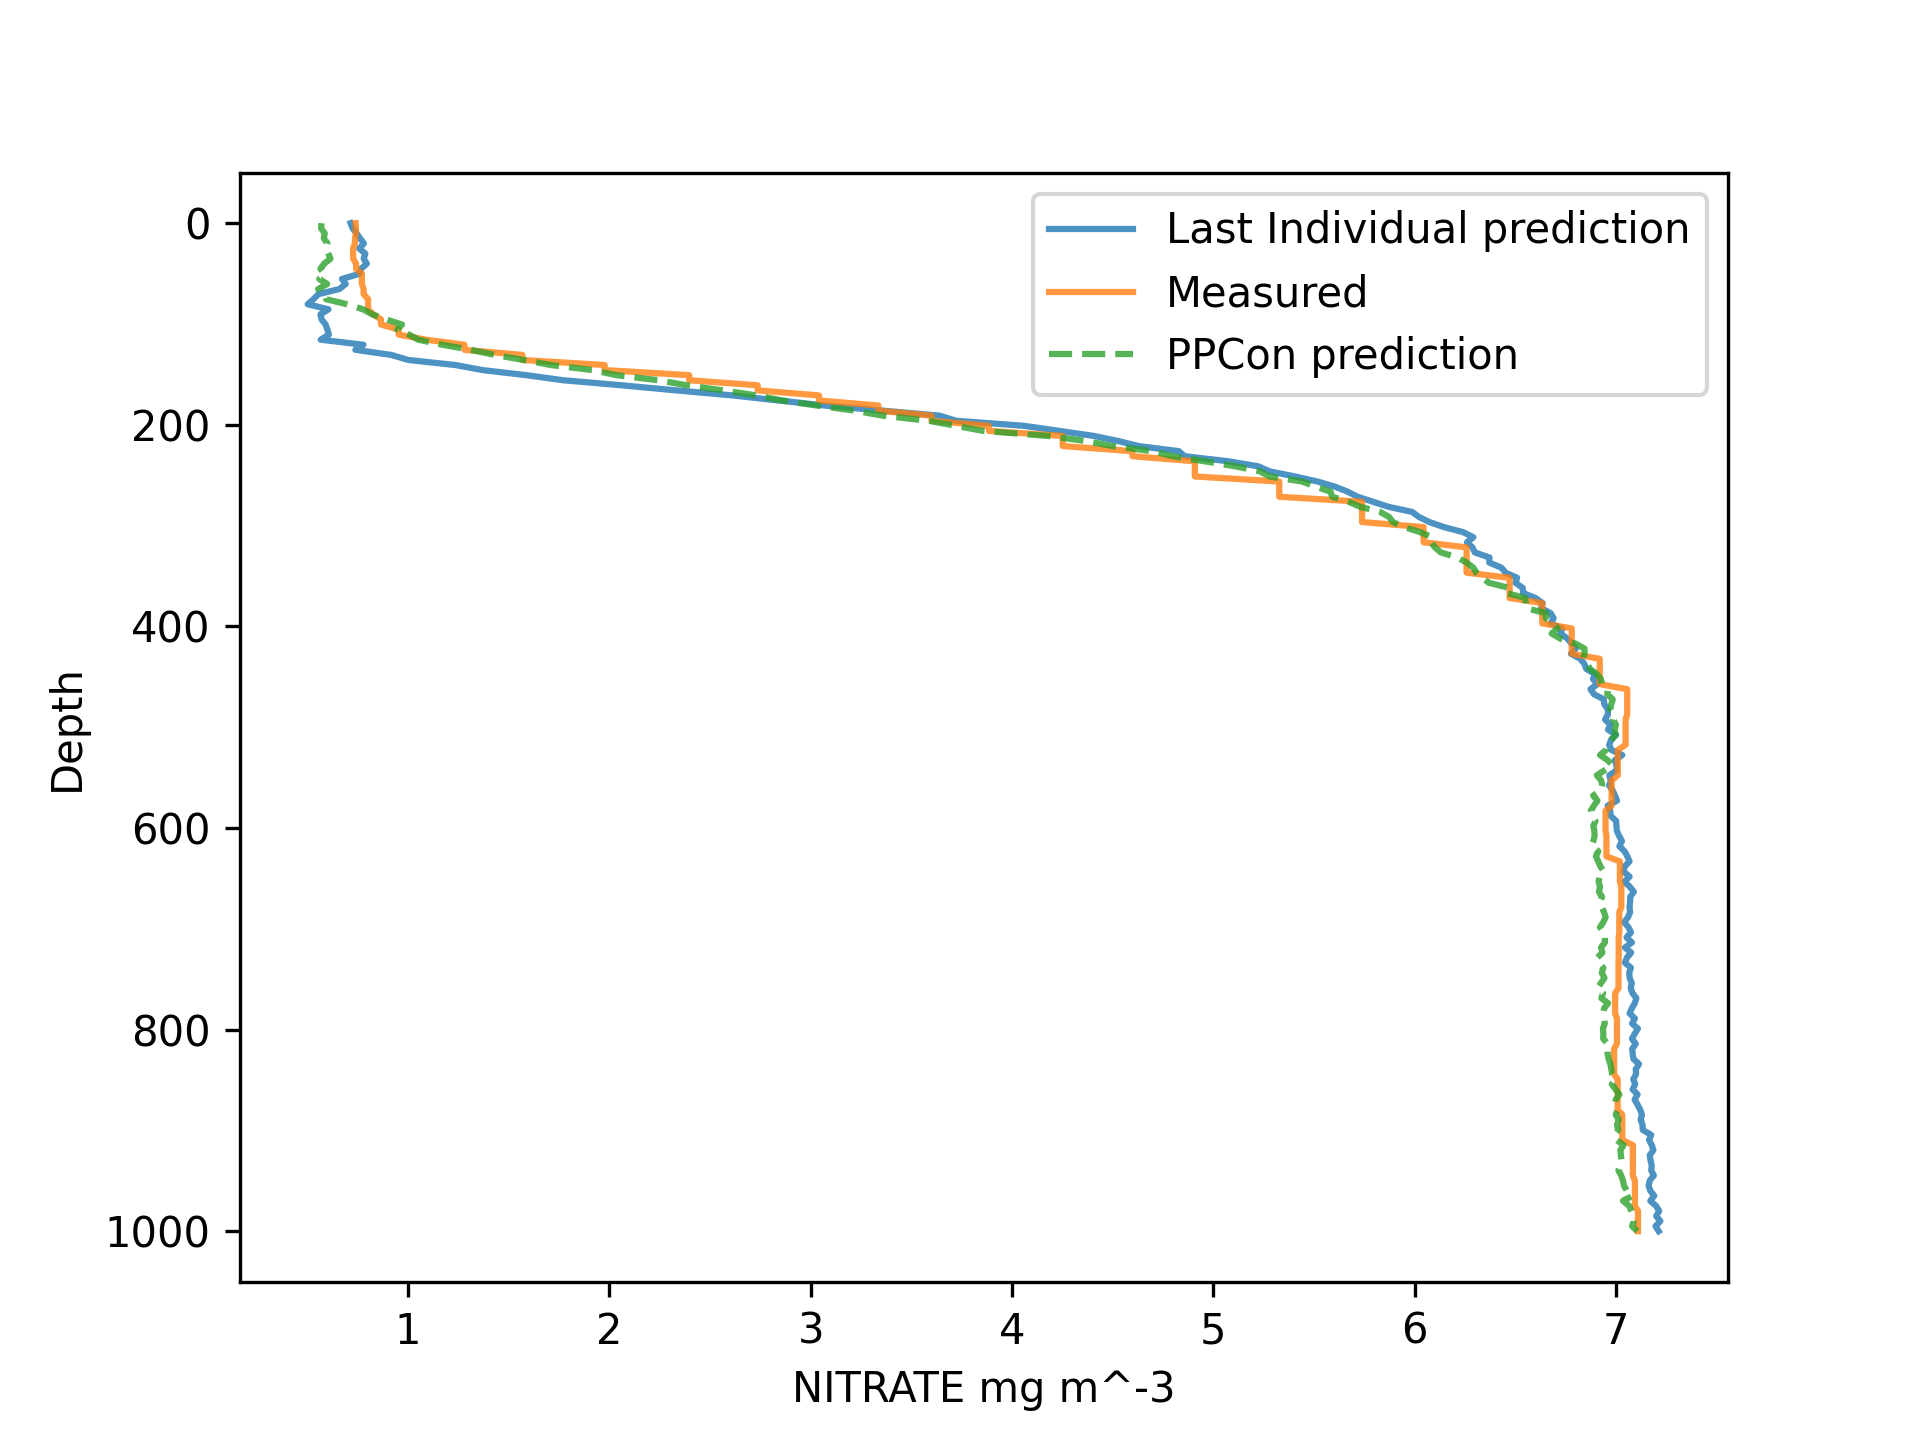 Last Individual prediction
Measured
PPCon prediction
0
200
400
600
800
1000
Depth
1 2 3 4 5 6 7
NITRATE mg m^-3